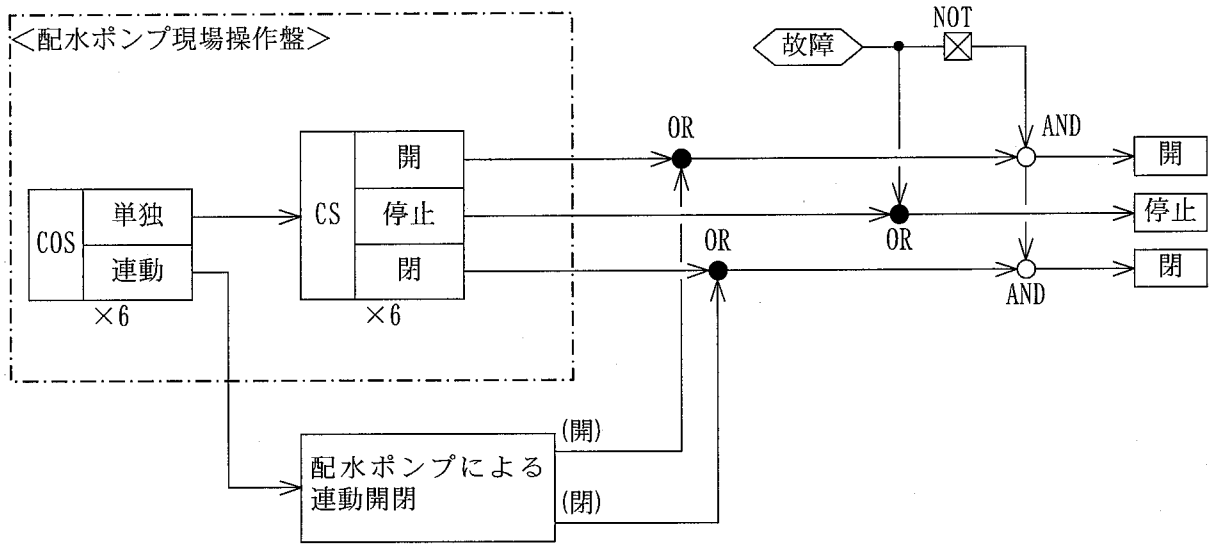 <配水ポンプ現場操作盤>
NOT
故障
OR
AND
開
開
単独
CS
停止
停止
COS
OR
OR
連動
閉
閉
×6
×6
AND
(開)
配水ポンプによる
連動開閉
(閉)